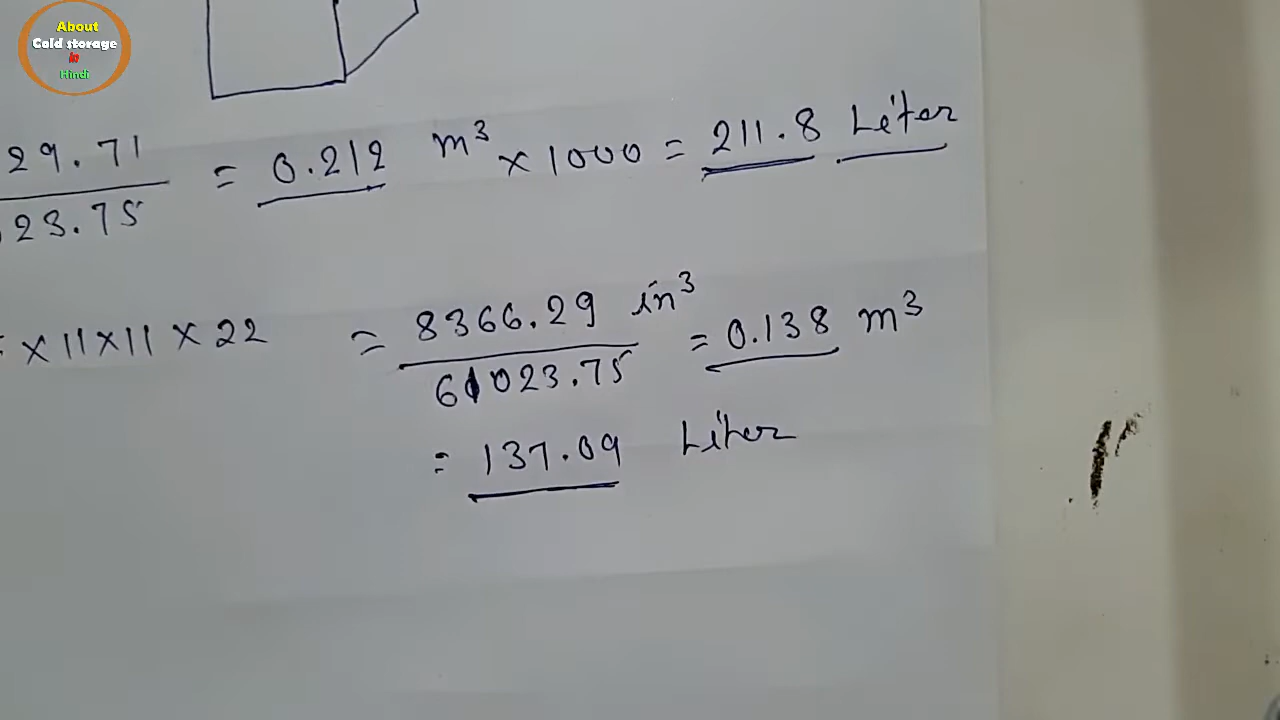 About
Cold storage
in
Hindi
29.71 / 23.75 = 0.212 m³ × 1000 = 211.8 Liter
× 11 × 11 × 22 = 8366.29 in³ / 61023.75 = 0.138 m³
= 137.09 Liter